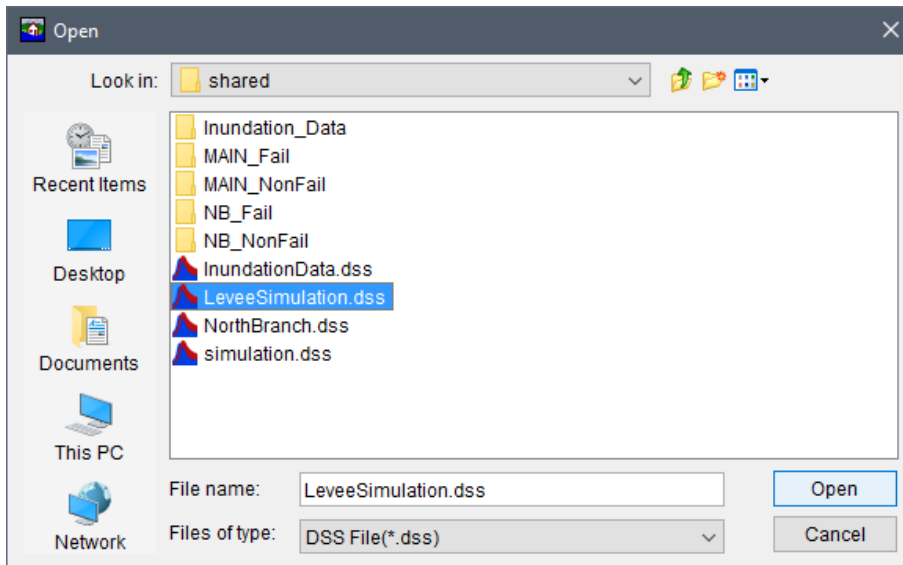 Open
Look in: shared
Recent Items
Desktop
Documents
This PC
Network
Inundation_Data
MAIN_Fail
MAIN_NonFail
NB_Fail
NB_NonFail
InundationData.dss
LeveeSimulation.dss
NorthBranch.dss
simulation.dss
File name: LeveeSimulation.dss Open
Files of type: DSS File(*.dss) Cancel